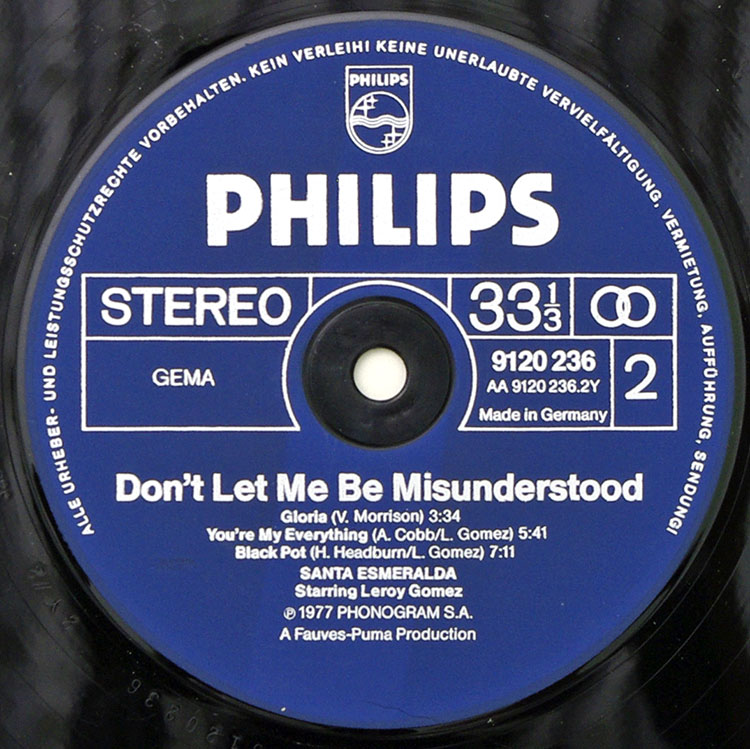 ALLE URHEBER- UND LEISTUNGSSCHUTZRECHTE VORBEHALTEN. KEIN VERLEIH! KEINE UNERLAUBTE VERVIELFÄLTIGUNG, VERMIETUNG, AUFFÜHRUNG, SENDUNG!
PHILIPS
PHILIPS
STEREO
33 1/3
GEMA
9120 236
AA 9120 236.2Y
Made in Germany
2
Don't Let Me Be Misunderstood
Gloria (V. Morrison) 3:34
You're My Everything (A. Cobb/L. Gomez) 5:41
Black Pot (H. Headburn/L. Gomez) 7:11
SANTA ESMERALDA
Starring Leroy Gomez
℗ 1977 PHONOGRAM S.A.
A Fauves-Puma Production